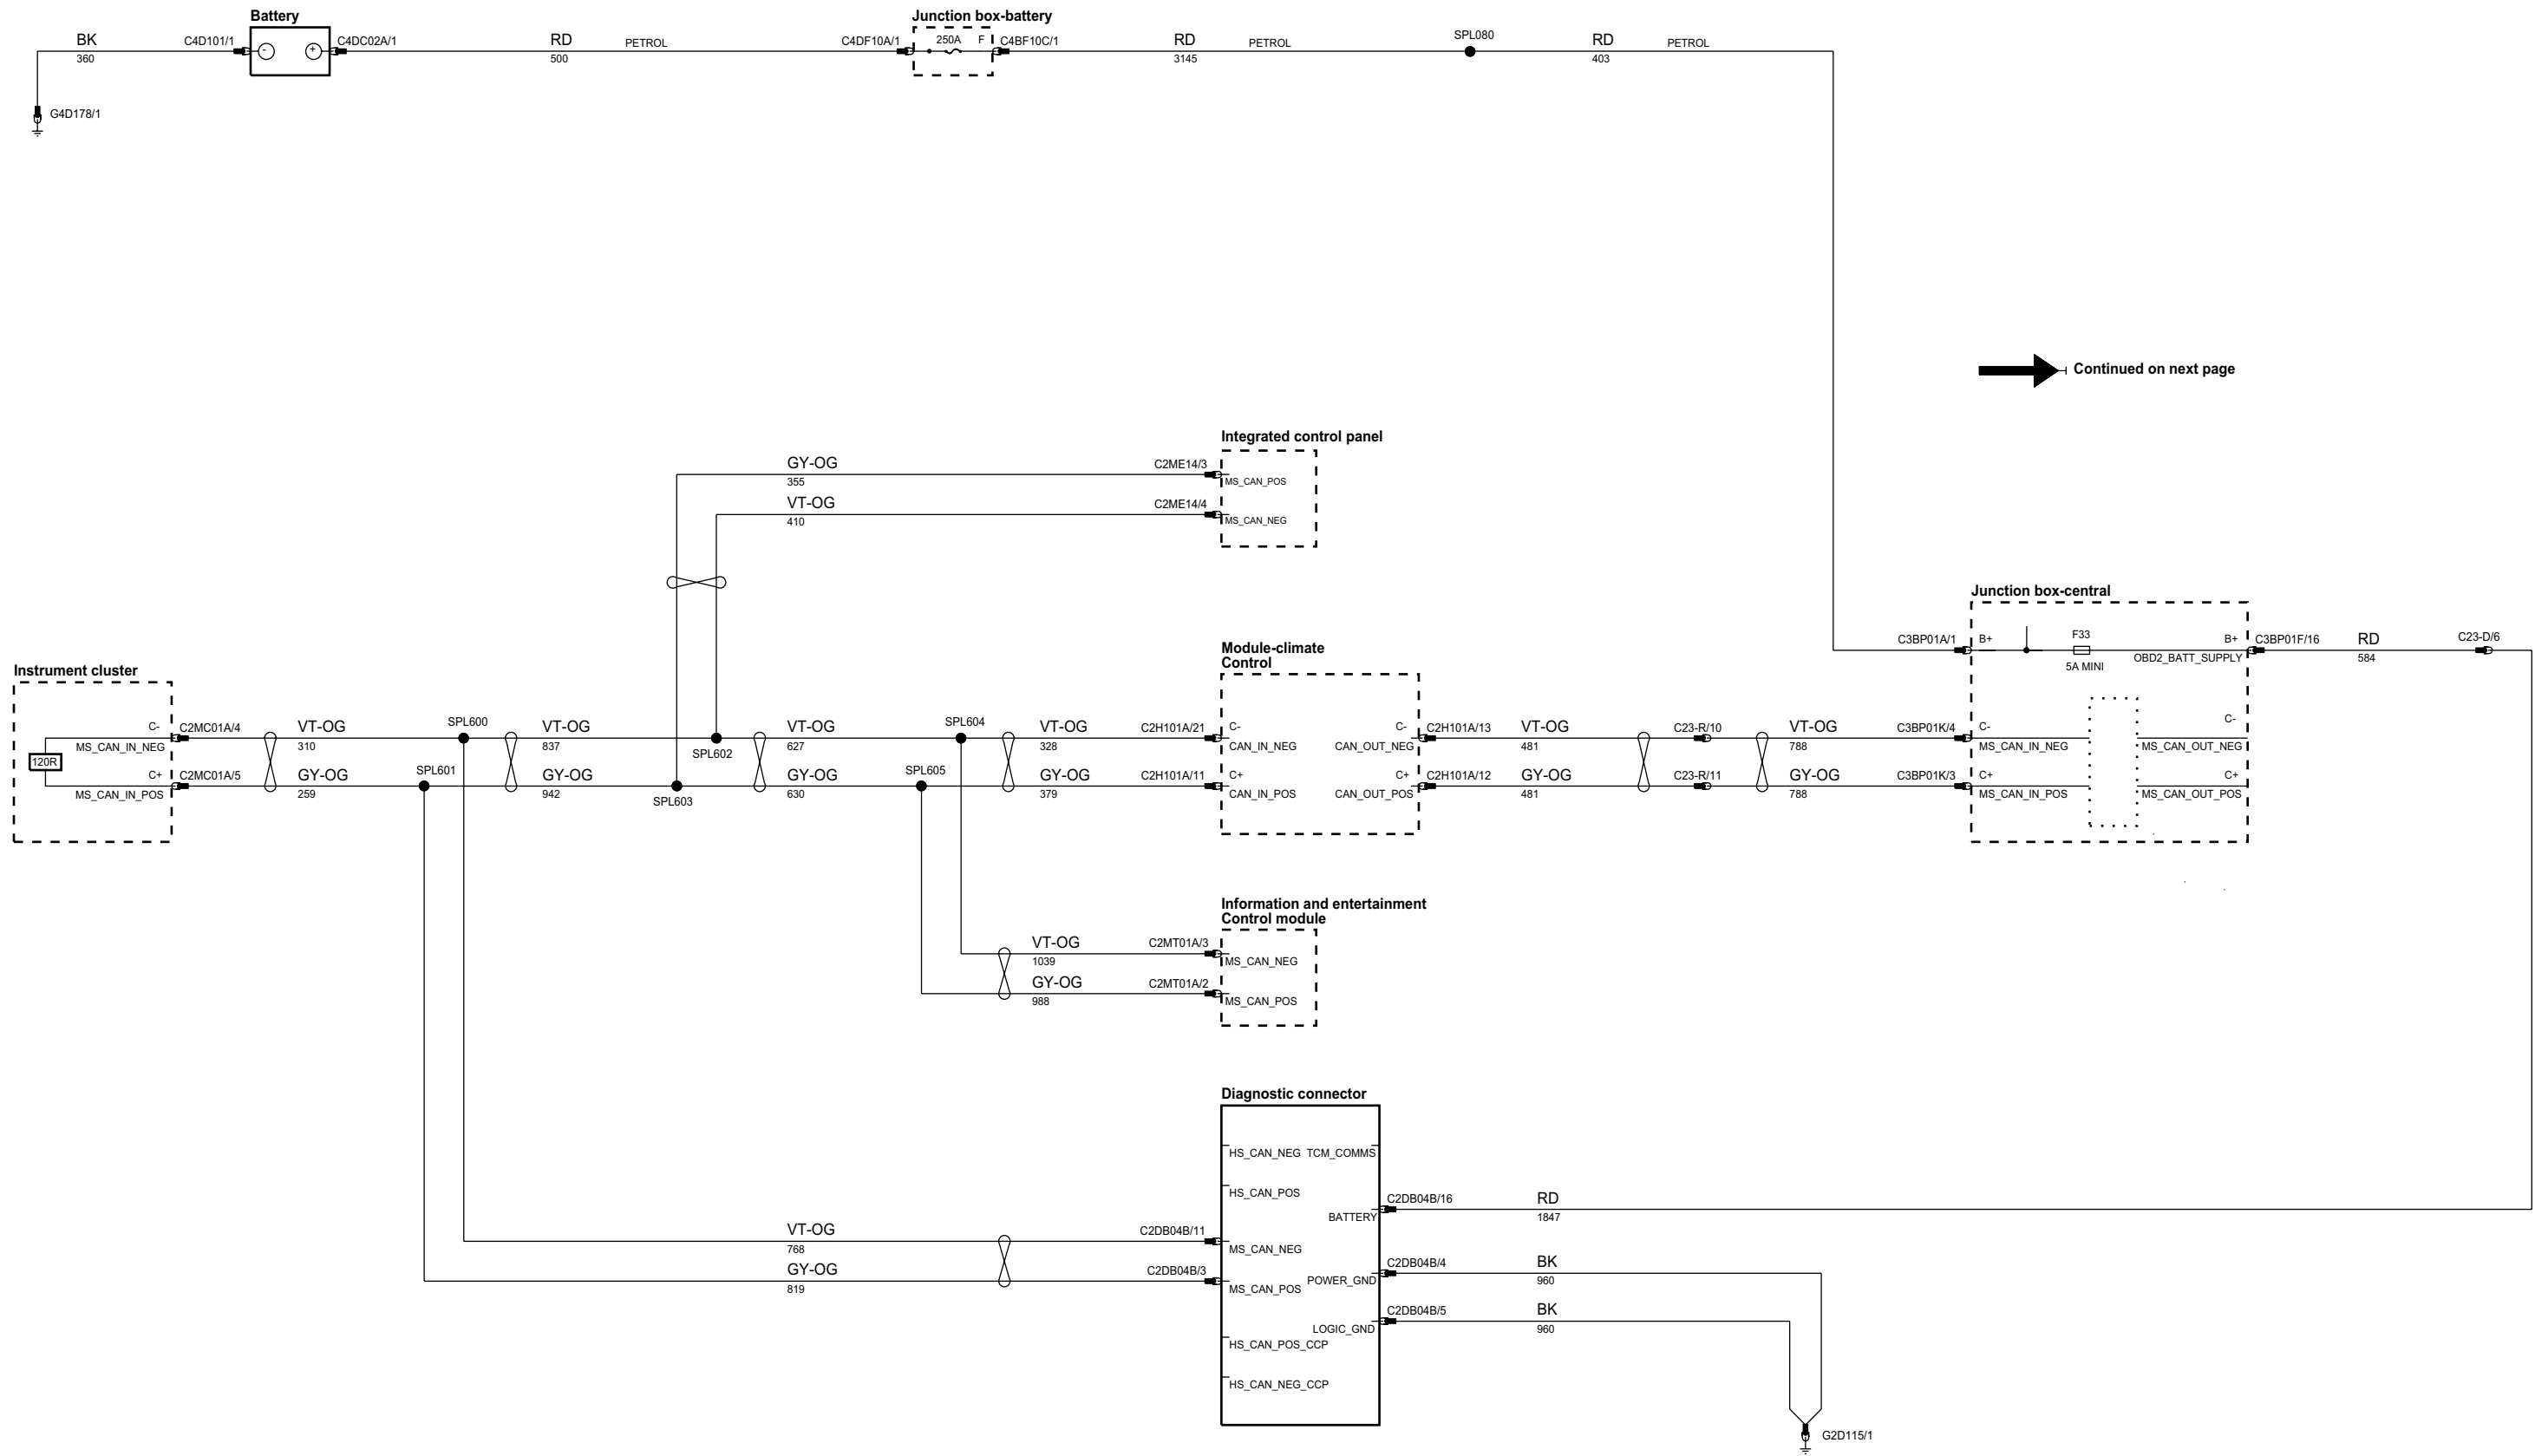 Battery
Junction box-battery
BK
360
C4D101/1
-
+
C4DC02A/1
RD
500
PETROL
C4DF10A/1
250A
F
C4BF10C/1
RD
3145
PETROL
SPL080
RD
403
PETROL
G4D178/1
Continued on next page
Integrated control panel
GY-OG
355
C2ME14/3
MS_CAN_POS
VT-OG
410
C2ME14/4
MS_CAN_NEG
Junction box-central
C3BP01A/1
B+
F33
5A MINI
B+
OBD2_BATT_SUPPLY
C3BP01F/16
RD
584
C23-D/6
Module-climate
Control
Instrument cluster
120R
C-
MS_CAN_IN_NEG
C2MC01A/4
VT-OG
310
SPL600
VT-OG
837
SPL602
VT-OG
627
SPL604
VT-OG
328
C2H101A/21
C-
CAN_IN_NEG
C-
CAN_OUT_NEG
C2H101A/13
VT-OG
481
C23-R/10
VT-OG
788
C3BP01K/4
C-
MS_CAN_IN_NEG
C-
MS_CAN_OUT_NEG
C+
MS_CAN_IN_POS
C2MC01A/5
GY-OG
259
SPL601
GY-OG
942
SPL603
GY-OG
630
SPL605
GY-OG
379
C2H101A/11
C+
CAN_IN_POS
C+
CAN_OUT_POS
C2H101A/12
GY-OG
481
C23-R/11
GY-OG
788
C3BP01K/3
C+
MS_CAN_IN_POS
C+
MS_CAN_OUT_POS
Information and entertainment
Control module
VT-OG
1039
C2MT01A/3
MS_CAN_NEG
GY-OG
988
C2MT01A/2
MS_CAN_POS
Diagnostic connector
HS_CAN_NEG
TCM_COMMS
HS_CAN_POS
BATTERY
C2DB04B/16
RD
1847
VT-OG
768
C2DB04B/11
MS_CAN_NEG
GY-OG
819
C2DB04B/3
MS_CAN_POS
POWER_GND
C2DB04B/4
BK
960
LOGIC_GND
C2DB04B/5
BK
960
HS_CAN_POS_CCP
HS_CAN_NEG_CCP
G2D115/1